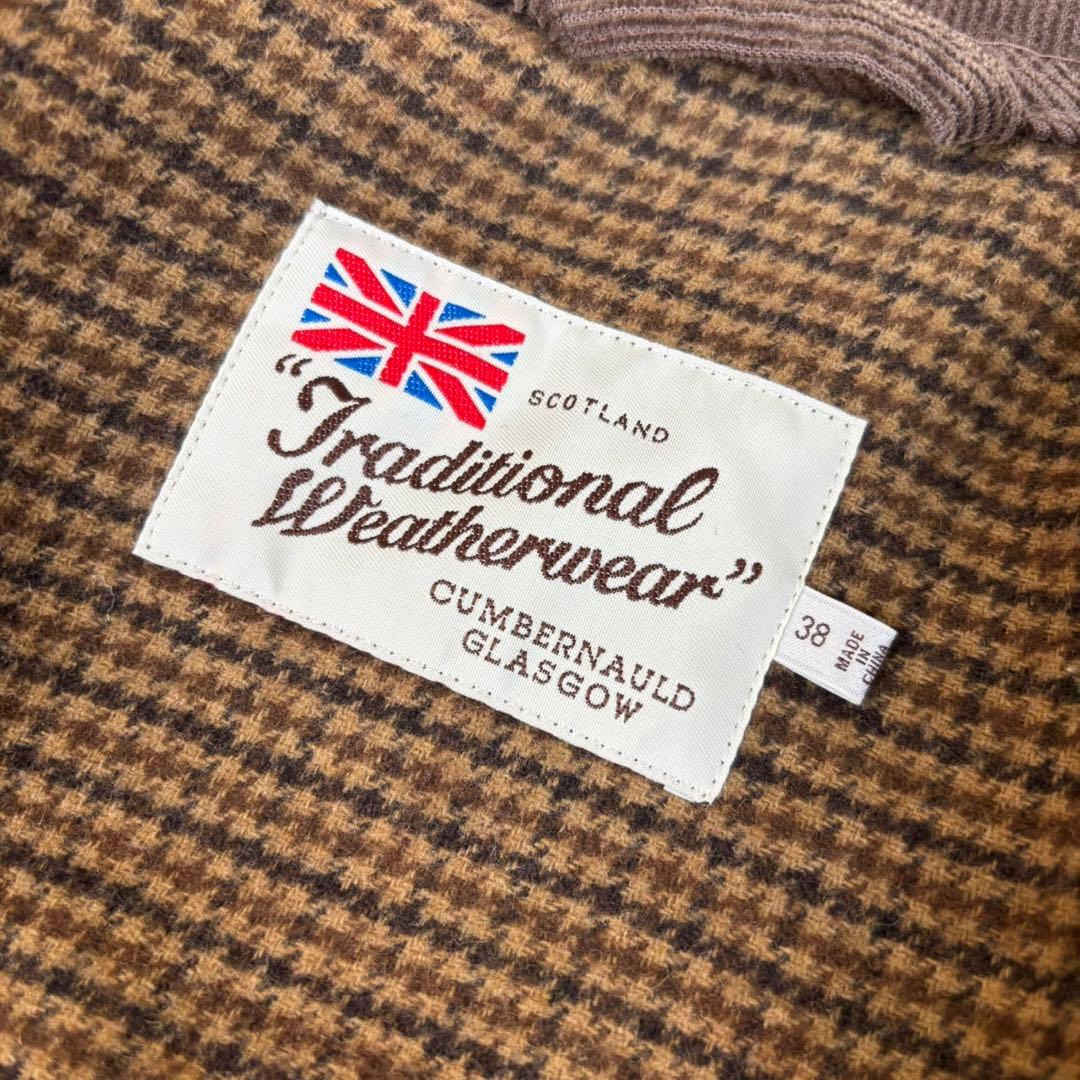 SCOTLAND
"Traditional
Weatherwear"
CUMBERNAULD
GLASGOW
38
MADE
IN
CHINA